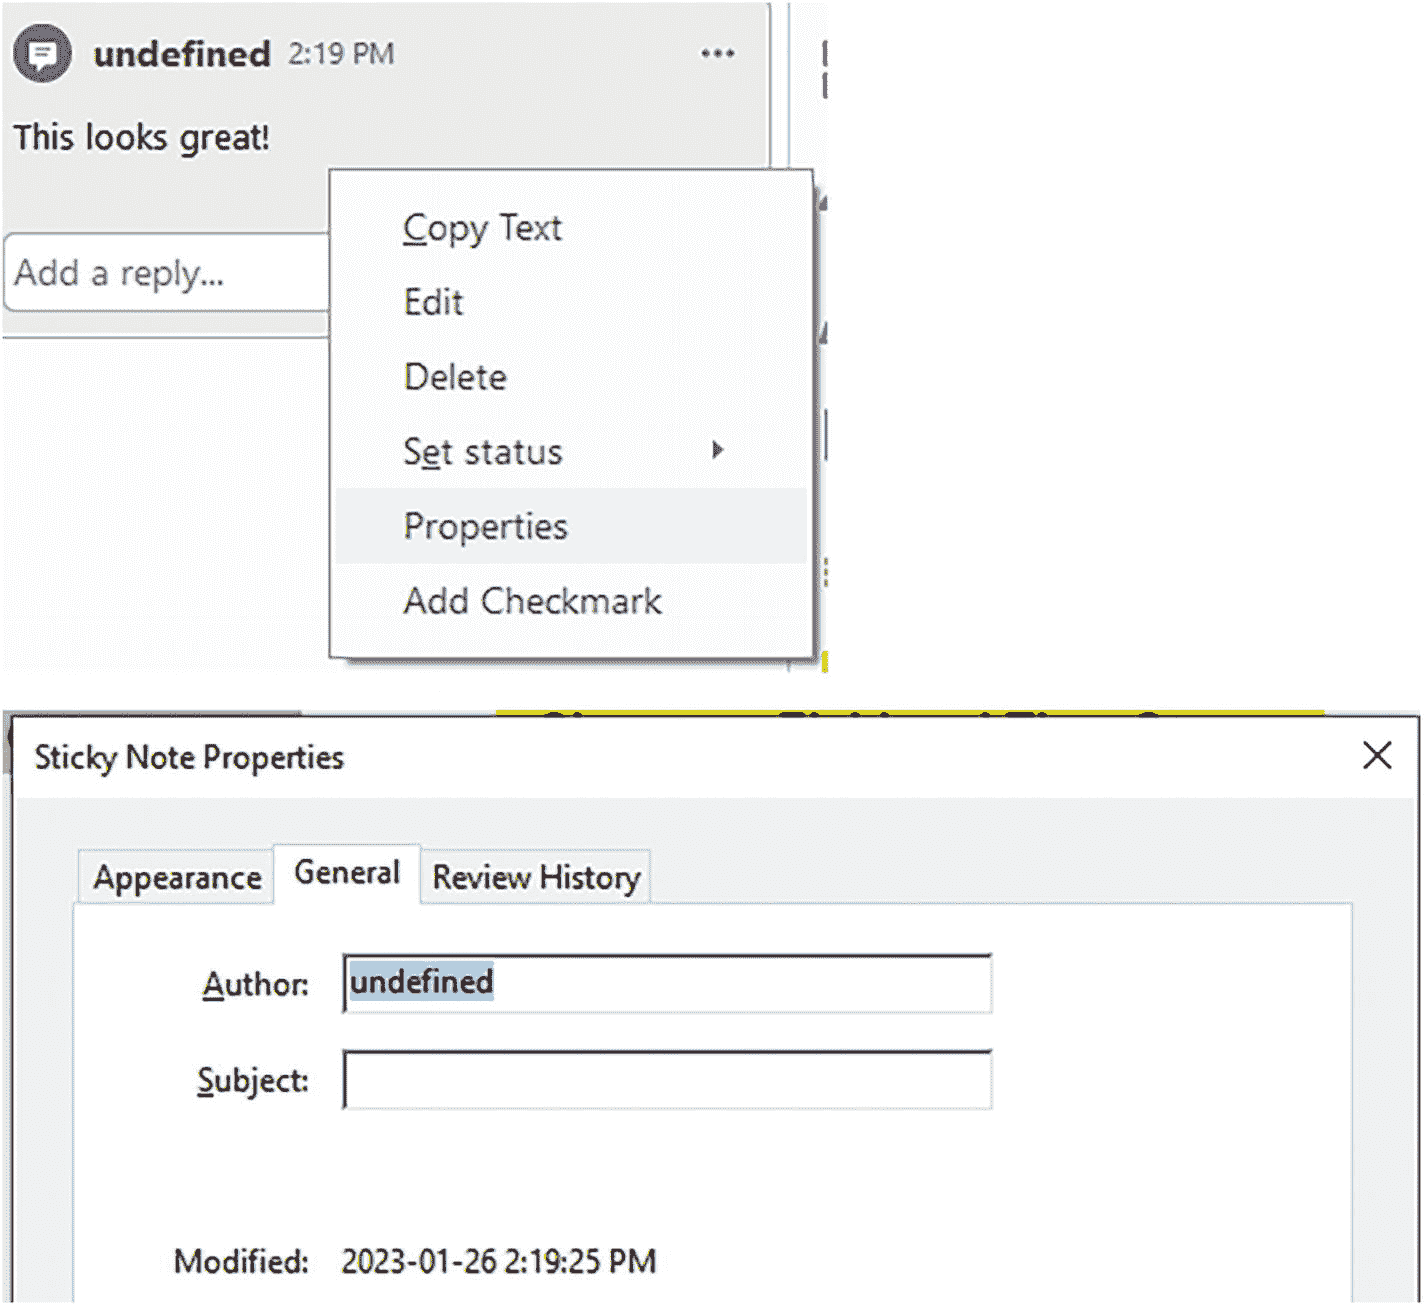 undefined 2:19 PM
This looks great!
Add a reply...
Copy Text
Edit
Delete
Set status
Properties
Add Checkmark
Sticky Note Properties
Appearance General Review History
Author: undefined
Subject:
Modified: 2023-01-26 2:19:25 PM